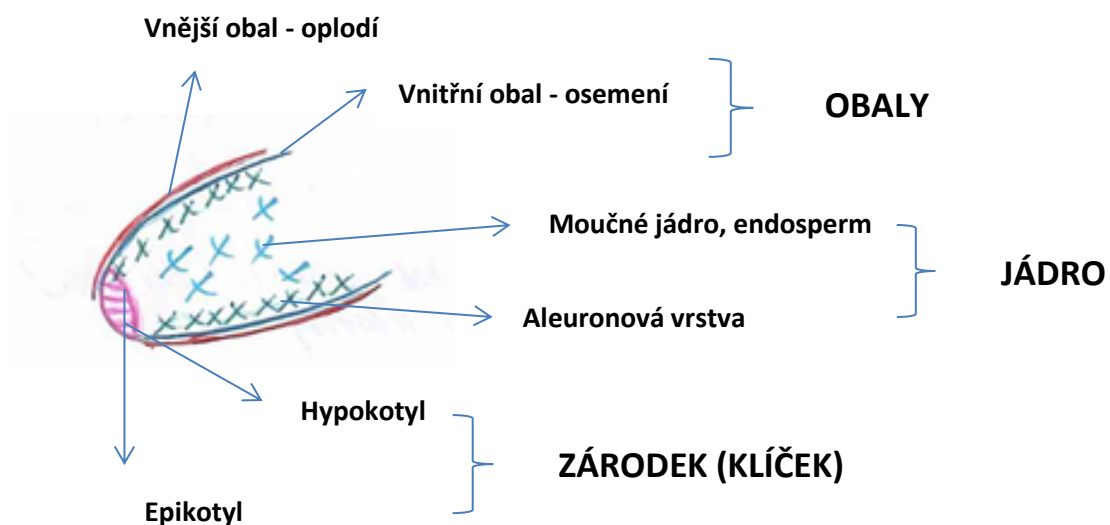 Vnější obal - oplodí
Vnitřní obal - osemení
OBALY
Moučné jádro, endosperm
JÁDRO
Aleuronová vrstva
Hypokotyl
ZÁRODEK (KLÍČEK)
Epikotyl